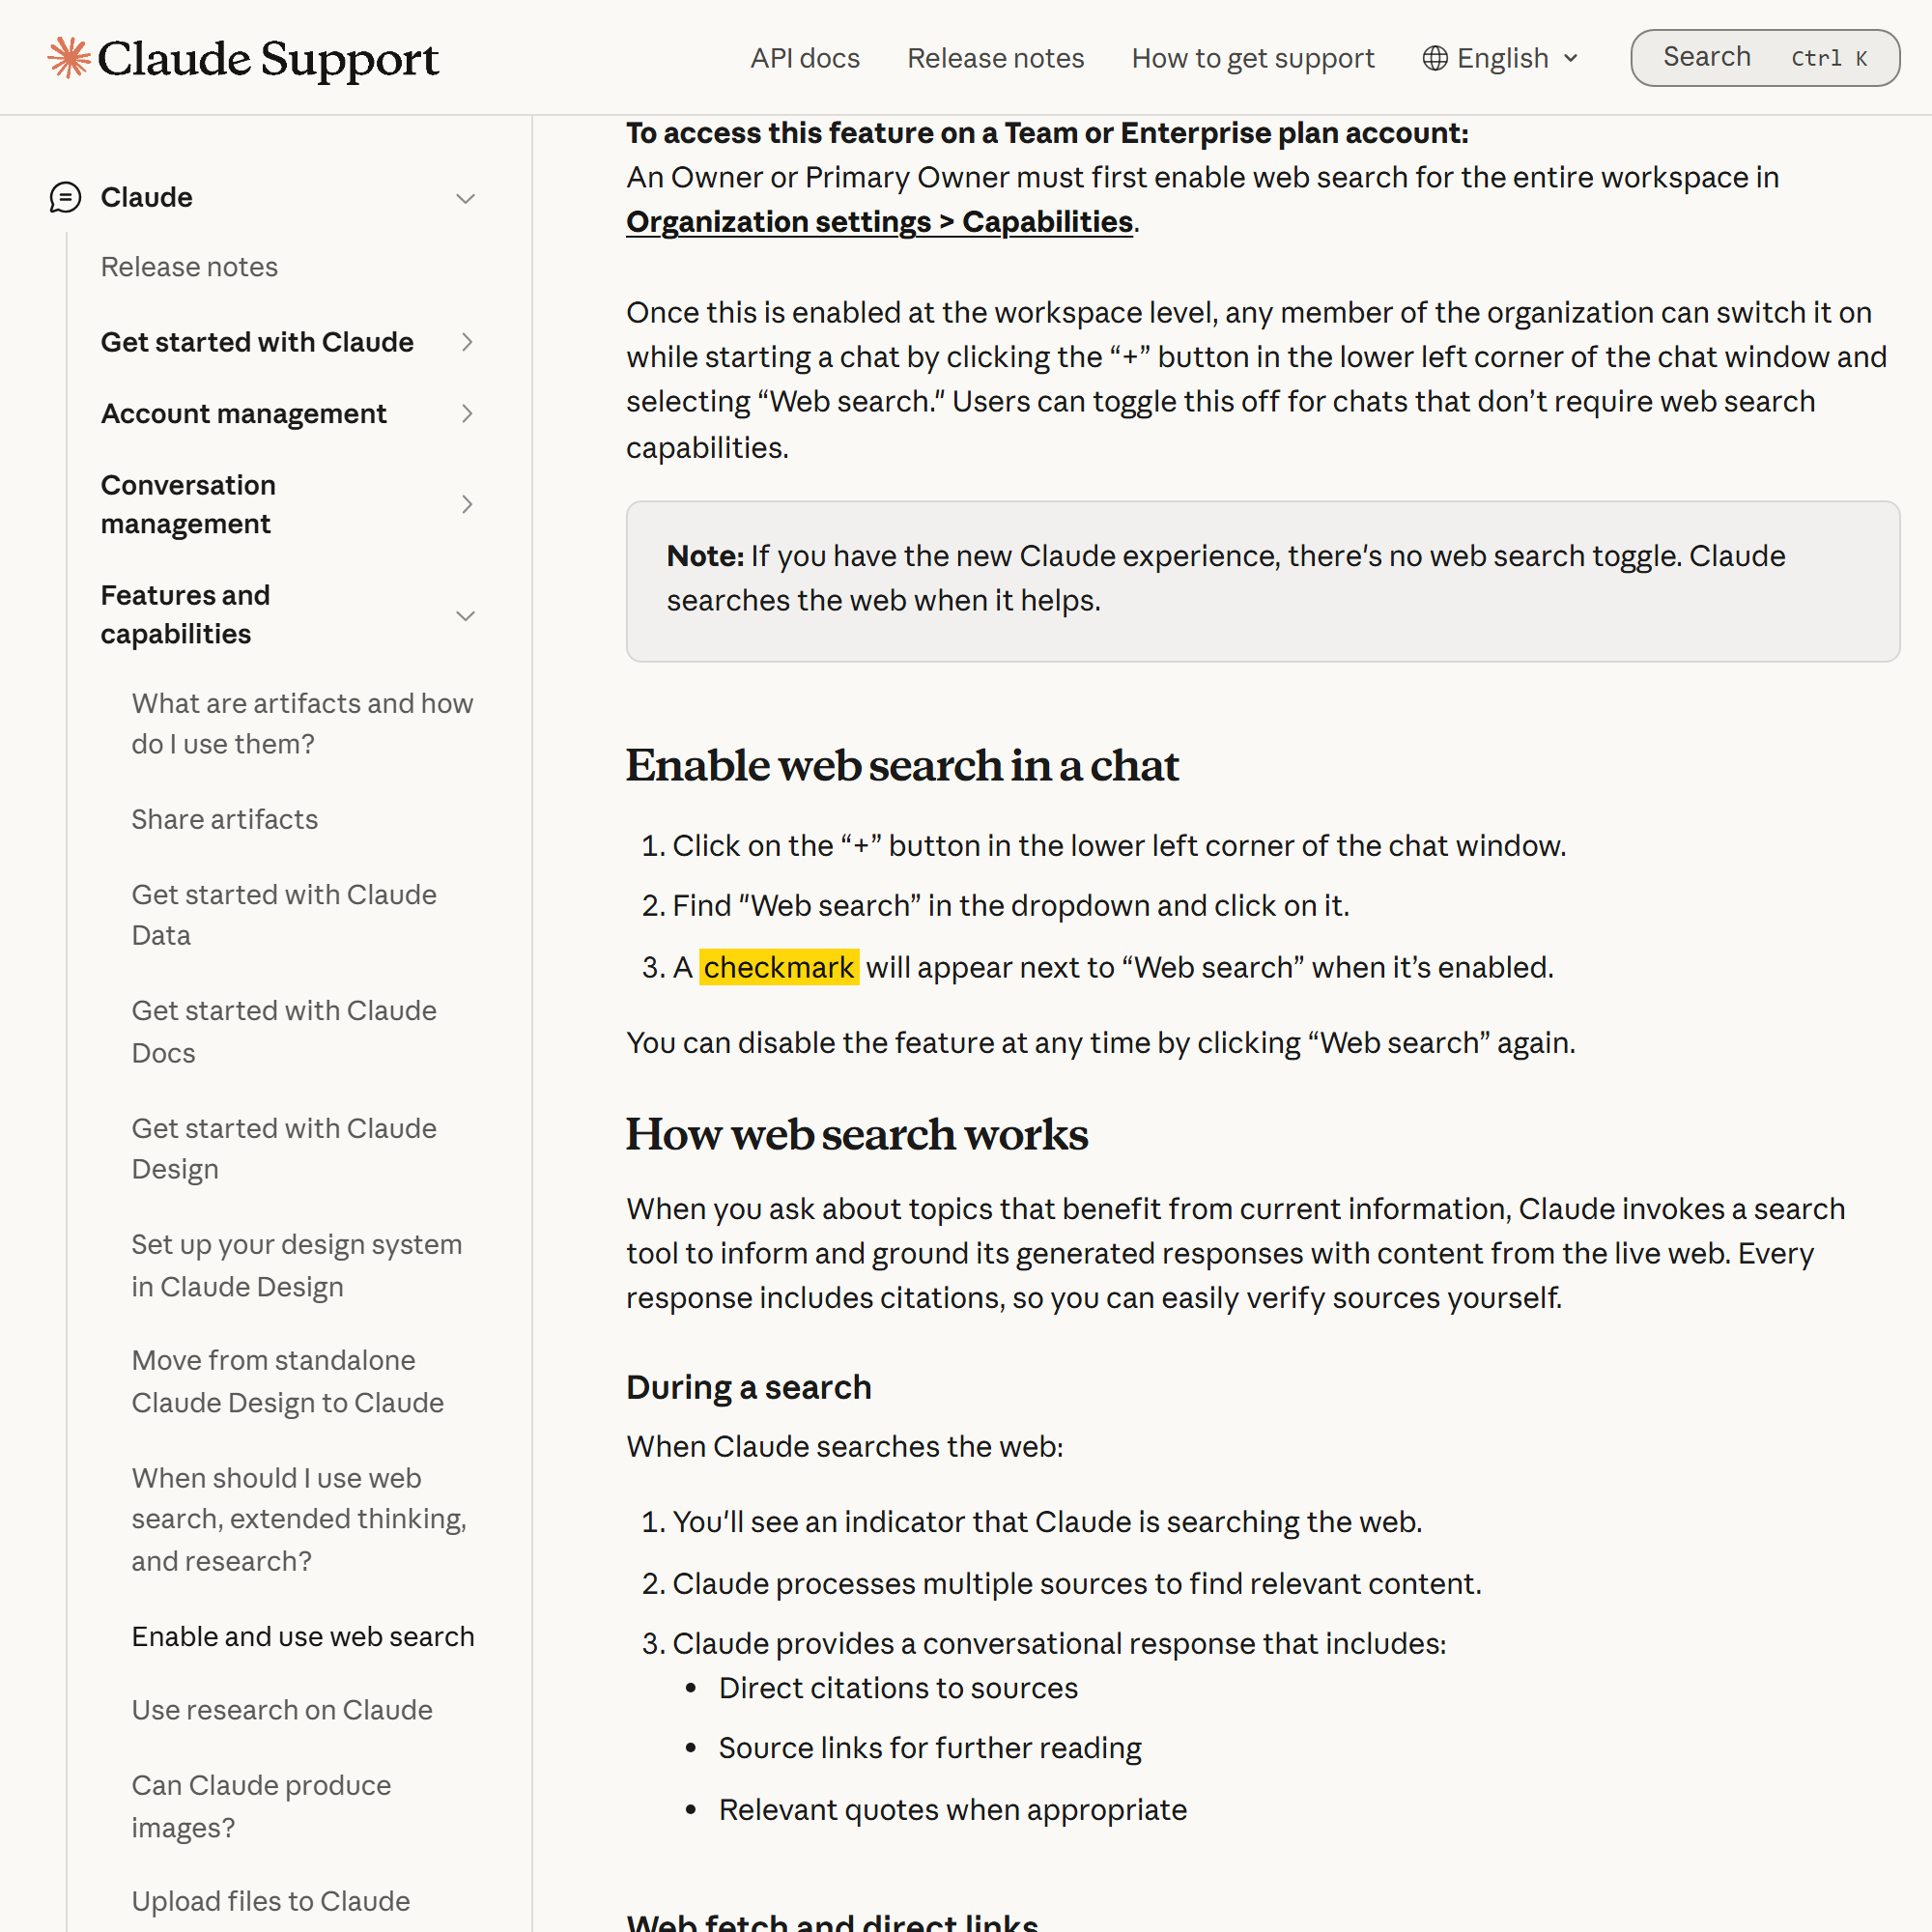 Claude Support
API docs
Release notes
How to get support
English
Search Ctrl K
Claude
Release notes
Get started with Claude
Account management
Conversation
management
Features and
capabilities
What are artifacts and how
do I use them?
Share artifacts
Get started with Claude
Data
Get started with Claude
Docs
Get started with Claude
Design
Set up your design system
in Claude Design
Move from standalone
Claude Design to Claude
When should I use web
search, extended thinking,
and research?
Enable and use web search
Use research on Claude
Can Claude produce
images?
Upload files to Claude
To access this feature on a Team or Enterprise plan account:
An Owner or Primary Owner must first enable web search for the entire workspace in
Organization settings > Capabilities.
Once this is enabled at the workspace level, any member of the organization can switch it on
while starting a chat by clicking the “+” button in the lower left corner of the chat window and
selecting “Web search." Users can toggle this off for chats that don’t require web search
capabilities.
Note: If you have the new Claude experience, there's no web search toggle. Claude
searches the web when it helps.
Enable web search in a chat
1. Click on the “+” button in the lower left corner of the chat window.
2. Find "Web search” in the dropdown and click on it.
3. A checkmark will appear next to “Web search” when it’s enabled.
You can disable the feature at any time by clicking “Web search” again.
How web search works
When you ask about topics that benefit from current information, Claude invokes a search
tool to inform and ground its generated responses with content from the live web. Every
response includes citations, so you can easily verify sources yourself.
During a search
When Claude searches the web:
1. You'll see an indicator that Claude is searching the web.
2. Claude processes multiple sources to find relevant content.
3. Claude provides a conversational response that includes:
• Direct citations to sources
• Source links for further reading
• Relevant quotes when appropriate
Web fetch and direct links